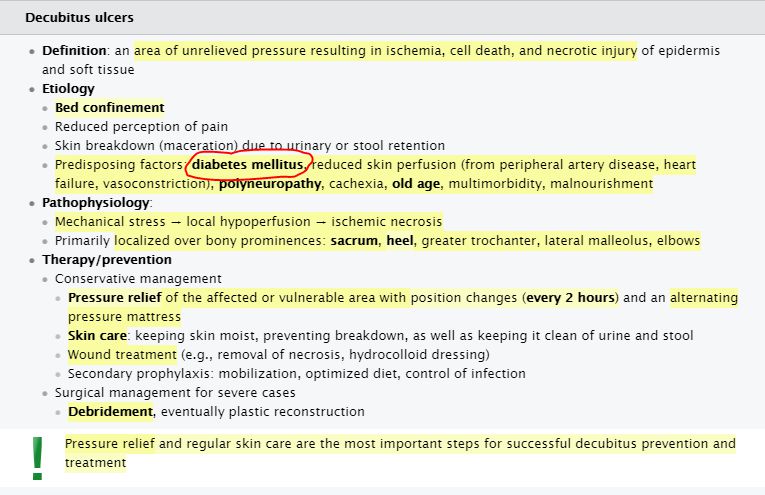 Decubitus ulcers
Definition: an area of unrelieved pressure resulting in ischemia, cell death, and necrotic injury of epidermis
and soft tissue
Etiology
Bed confinement
Reduced perception of pain
Skin breakdown (maceration) due to urinary or stool retention
Predisposing factors: diabetes mellitus, reduced skin perfusion (from peripheral artery disease, heart
failure, vasoconstriction), polyneuropathy, cachexia, old age, multimorbidity, malnourishment
Pathophysiology:
Mechanical stress → local hypoperfusion → ischemic necrosis
Primarily localized over bony prominences: sacrum, heel, greater trochanter, lateral malleolus, elbows
Therapy/prevention
Conservative management
Pressure relief of the affected or vulnerable area with position changes (every 2 hours) and an alternating
pressure mattress
Skin care: keeping skin moist, preventing breakdown, as well as keeping it clean of urine and stool
Wound treatment (e.g., removal of necrosis, hydrocolloid dressing)
Secondary prophylaxis: mobilization, optimized diet, control of infection
Surgical management for severe cases
Debridement, eventually plastic reconstruction
Pressure relief and regular skin care are the most important steps for successful decubitus prevention and
treatment